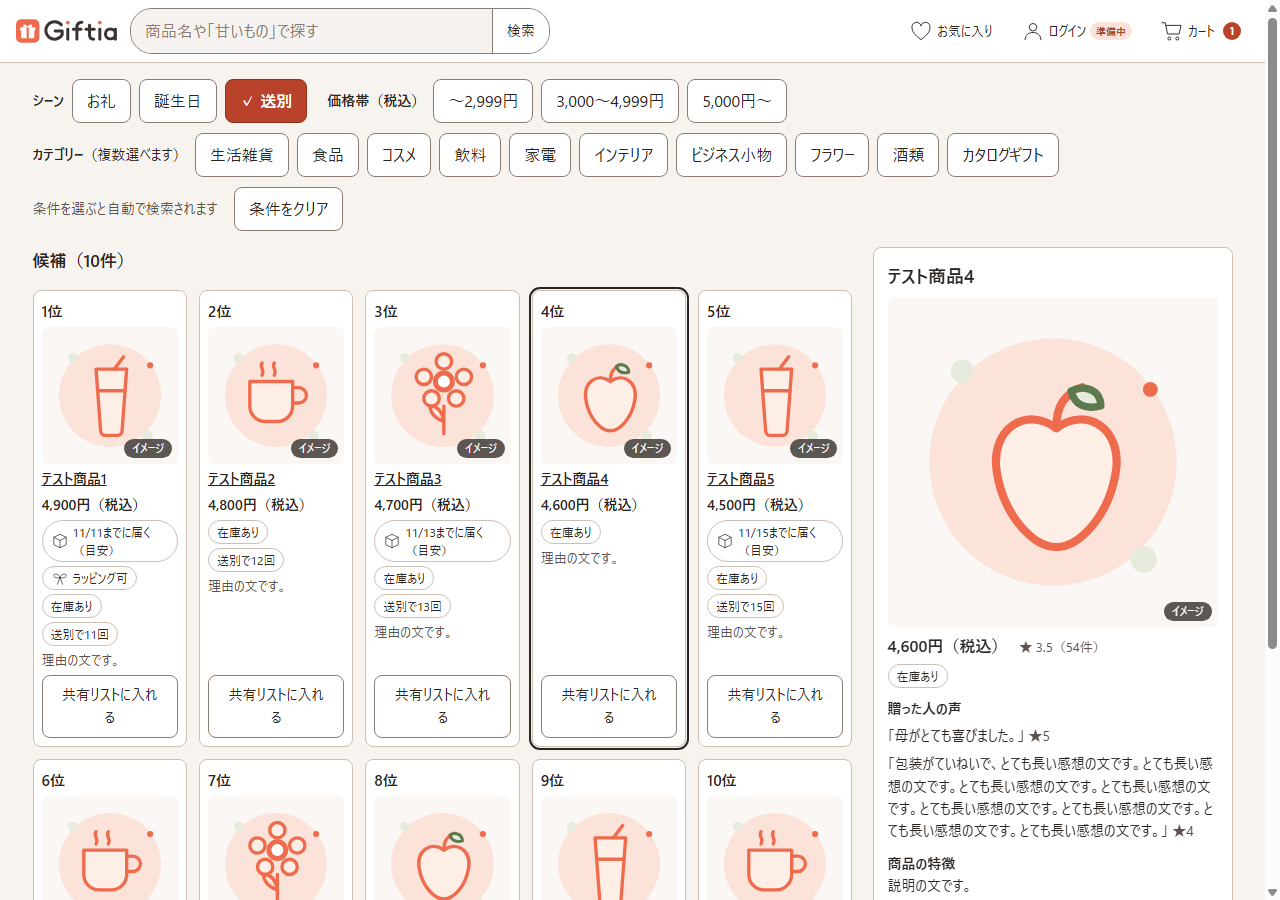 Giftia
商品名や「甘いもの」で探す
検索
お気に入り
ログイン 準備中
カート 1
シーン お礼 誕生日 ✓ 送別 価格帯（税込） ～2,999円 3,000～4,999円 5,000円～
カテゴリー（複数選べます） 生活雑貨 食品 コスメ 飲料 家電 インテリア ビジネス小物 フラワー 酒類 カタログギフト
条件を選ぶと自動で検索されます 条件をクリア
候補（10件）
1位
イメージ
テスト商品1
4,900円（税込）
11/11までに届く
（目安）
ラッピング可
在庫あり
送別で11回
理由の文です。
共有リストに入れ
る
2位
イメージ
テスト商品2
4,800円（税込）
在庫あり
送別で12回
理由の文です。
共有リストに入れ
る
3位
イメージ
テスト商品3
4,700円（税込）
11/13までに届く
（目安）
在庫あり
送別で13回
理由の文です。
共有リストに入れ
る
4位
イメージ
テスト商品4
4,600円（税込）
在庫あり
理由の文です。
共有リストに入れ
る
5位
イメージ
テスト商品5
4,500円（税込）
11/15までに届く
（目安）
在庫あり
送別で15回
理由の文です。
共有リストに入れ
る
6位
7位
8位
9位
10位
テスト商品4
イメージ
4,600円（税込） ★ 3.5（54件）
在庫あり
贈った人の声
「母がとても喜びました。」★5
「包装がていねいで、とても長い感想の文です。とても長い感
想の文です。とても長い感想の文です。とても長い感想の文
です。とても長い感想の文です。とても長い感想の文です。と
ても長い感想の文です。とても長い感想の文です。」★4
商品の特徴
説明の文です。